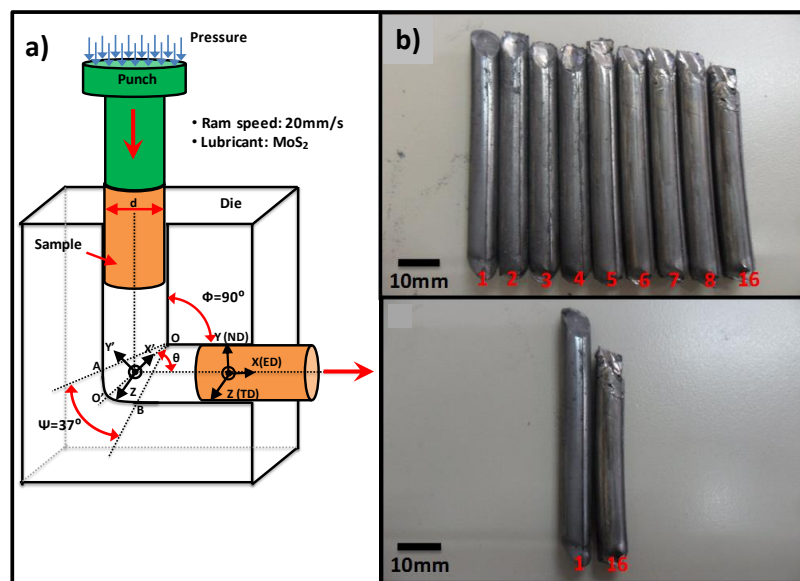 a)
Pressure
Punch
• Ram speed: 20mm/s
• Lubricant: MoS₂
d
Die
Sample
Φ=90°
O
Y (ND)
Y'
X'
θ
A
X(ED)
O'
Z
Z (TD)
B
Ψ=37°
b)
10mm
1 2 3 4 5 6 7 8 16
10mm
1 16